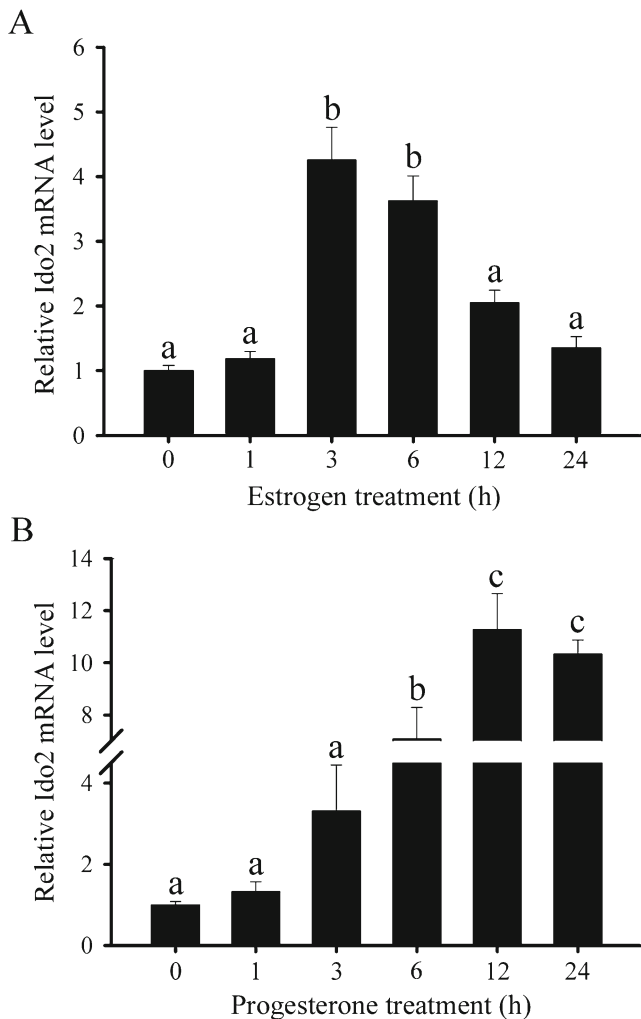 A
Relative Ido2 mRNA level
6
5
4
3
2
1
0
a
a
b
b
a
a
0 1 3 6 12 24
Estrogen treatment (h)
B
Relative Ido2 mRNA level
14
12
10
8
4
2
0
a
a
a
b
c
c
0 1 3 6 12 24
Progesterone treatment (h)